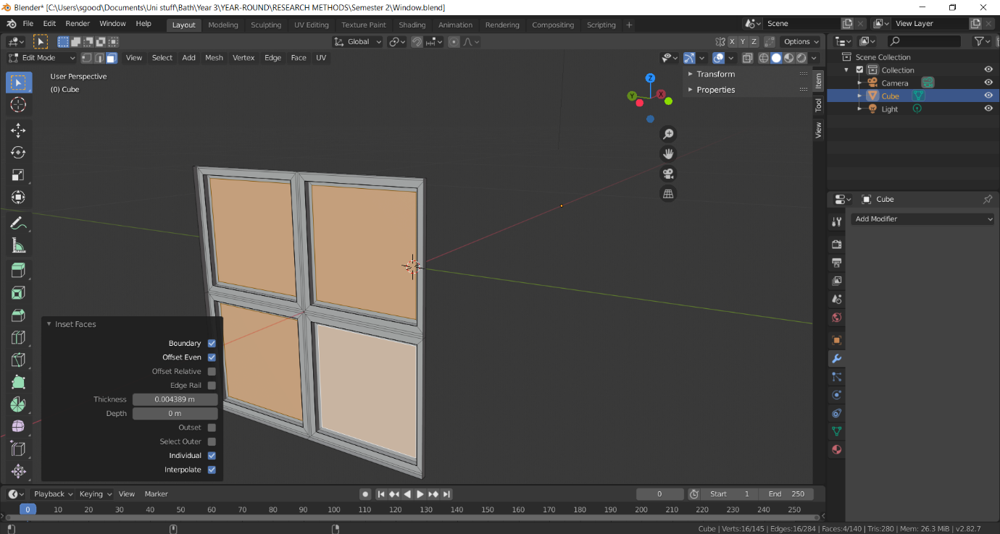 Blender* [C:\Users\sgood\Documents\Uni stuff\Bath\Year 3\YEAR-ROUND\RESEARCH METHODS\Semester 2\Window.blend]
File Edit Render Window Help Layout Modeling Sculpting UV Editing Texture Paint Shading Animation Rendering Compositing Scripting + Scene View Layer
Global X Y Z Options
Edit Mode View Select Add Mesh Vertex Edge Face UV
User Perspective
(0) Cube
Transform
Properties
Item
Tool
View
Z
Y
X
Scene Collection
Collection
Camera
Cube
Light
Cube
Add Modifier
Inset Faces
Boundary
Offset Even
Offset Relative
Edge Rail
Thickness 0.004389 m
Depth 0 m
Outset
Select Outer
Individual
Interpolate
Playback Keying View Marker 0 Start 1 End 250
0 10 20 30 40 50 60 70 80 90 100 110 120 130 140 150 160 170 180 190 200 210 220 230 240 250
Cube | Verts:16/145 | Edges:16/284 | Faces:4/140 | Tris:280 | Mem: 26.3 MiB | v2.82.7